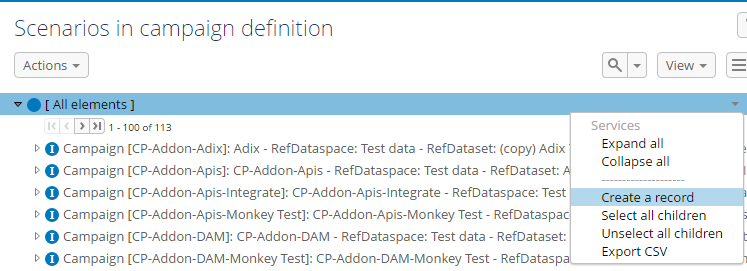 Scenarios in campaign definition
Actions
View
[ All elements ]
1 - 100 of 113
Services
Expand all
Collapse all
--------------------
Create a record
Select all children
Unselect all children
Export CSV
Campaign [CP-Addon-Adix]: Adix - RefDataspace: Test data - RefDataset: (copy) Adix
Campaign [CP-Addon-Apis]: CP-Addon-Apis - RefDataspace: Test data - RefDataset: A
Campaign [CP-Addon-Apis-Integrate]: CP-Addon-Apis-Integrate - RefDataspace: Test
Campaign [CP-Addon-Apis-Monkey Test]: CP-Addon-Apis-Monkey Test - RefDataspace:
Campaign [CP-Addon-DAM]: CP-Addon-DAM - RefDataspace: Test data - RefDataset:
Campaign [CP-Addon-DAM-Monkey Test]: CP-Addon-DAM-Monkey Test - RefDataspace: